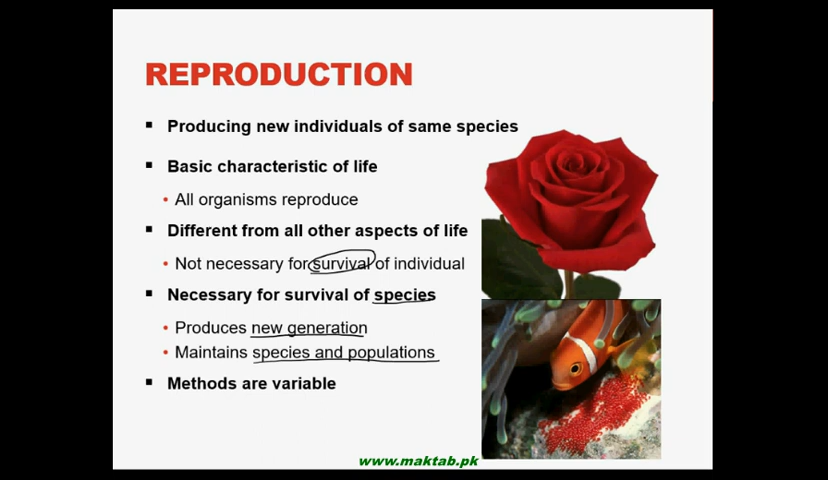 REPRODUCTION
▪ Producing new individuals of same species
▪ Basic characteristic of life
• All organisms reproduce
▪ Different from all other aspects of life
• Not necessary for survival of individual
▪ Necessary for survival of species
• Produces new generation
• Maintains species and populations
▪ Methods are variable
www.maktab.pk